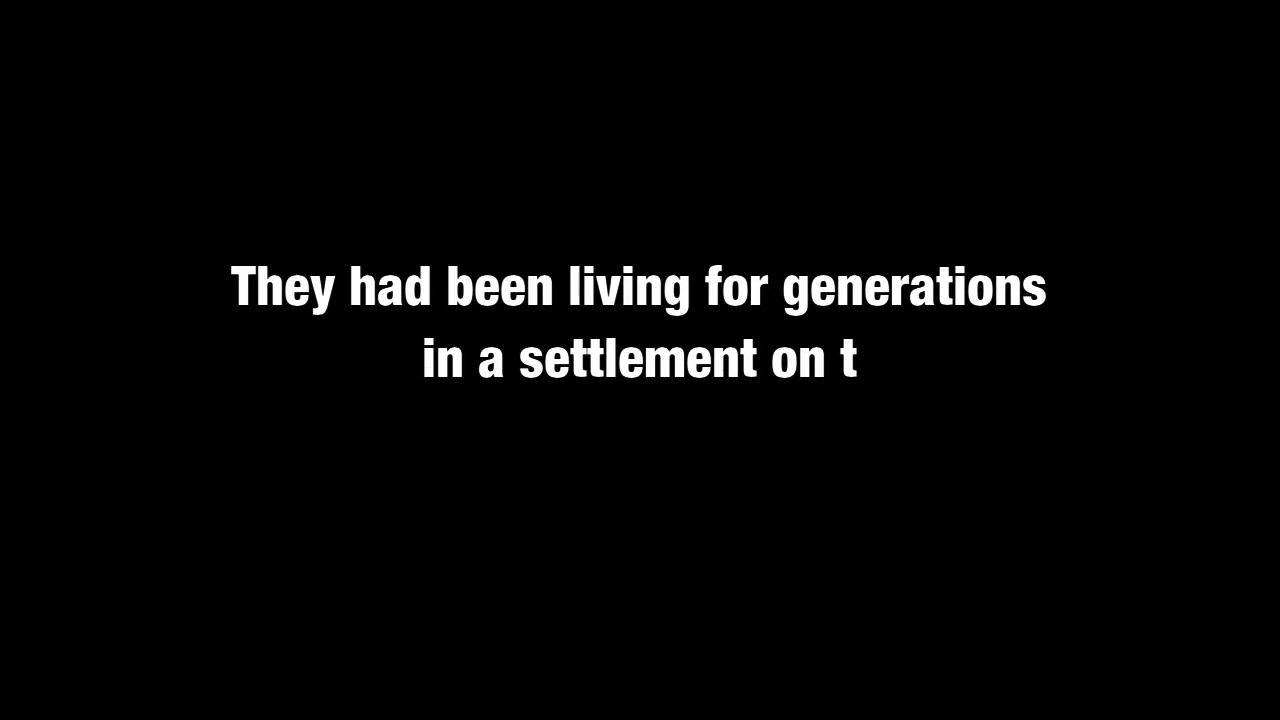 They had been living for generations
in a settlement on t